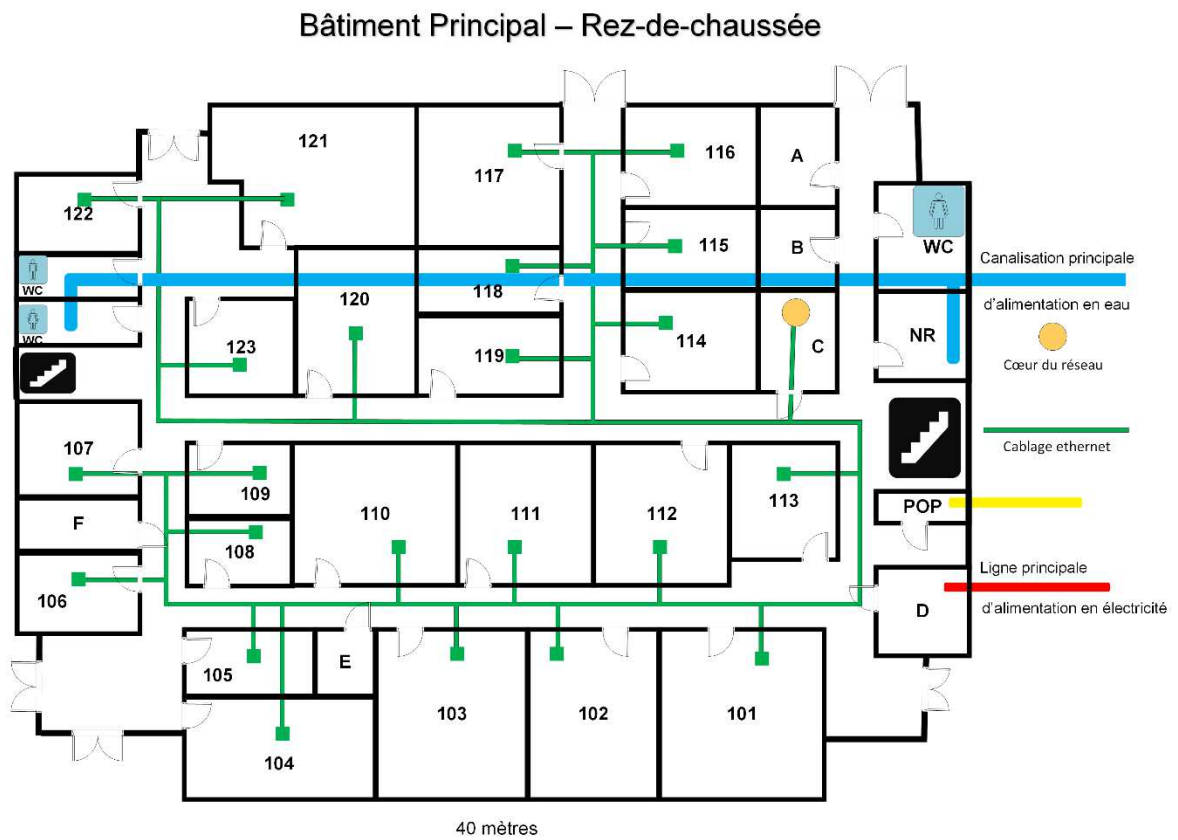 Bâtiment Principal – Rez-de-chaussée
121
117
116
A
122
115
B
WC
Canalisation principale
WC
120
118
d'alimentation en eau
WC
123
119
114
C
NR
Cœur du réseau
107
Cablage ethernet
109
110
111
112
113
POP
F
108
Ligne principale
106
D
d'alimentation en électricité
105
E
103
102
101
104
40 mètres